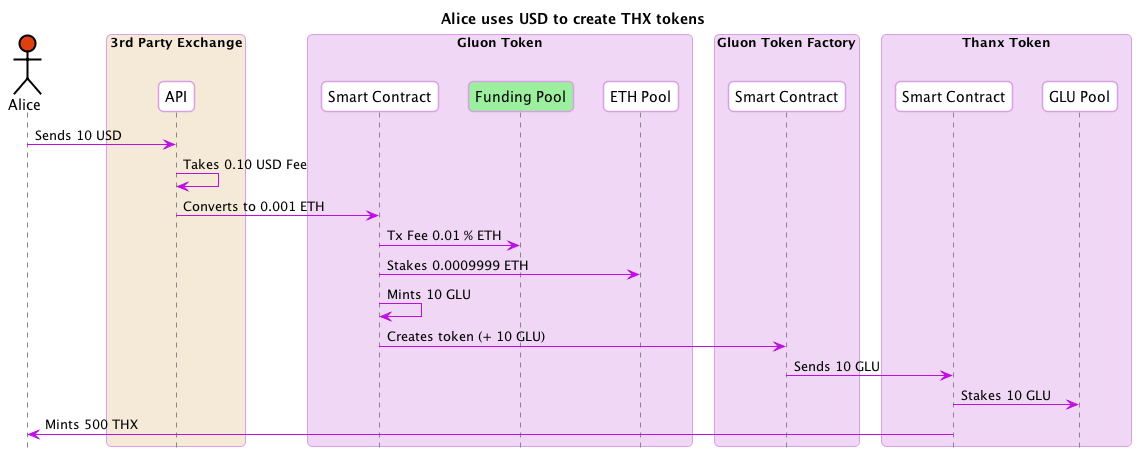 Alice uses USD to create THX tokens
3rd Party Exchange
Gluon Token
Gluon Token Factory
Thanx Token
Alice
API
Smart Contract
Funding Pool
ETH Pool
Smart Contract
Smart Contract
GLU Pool
Sends 10 USD
Takes 0.10 USD Fee
Converts to 0.001 ETH
Tx Fee 0.01 % ETH
Stakes 0.0009999 ETH
Mints 10 GLU
Creates token (+ 10 GLU)
Sends 10 GLU
Stakes 10 GLU
Mints 500 THX